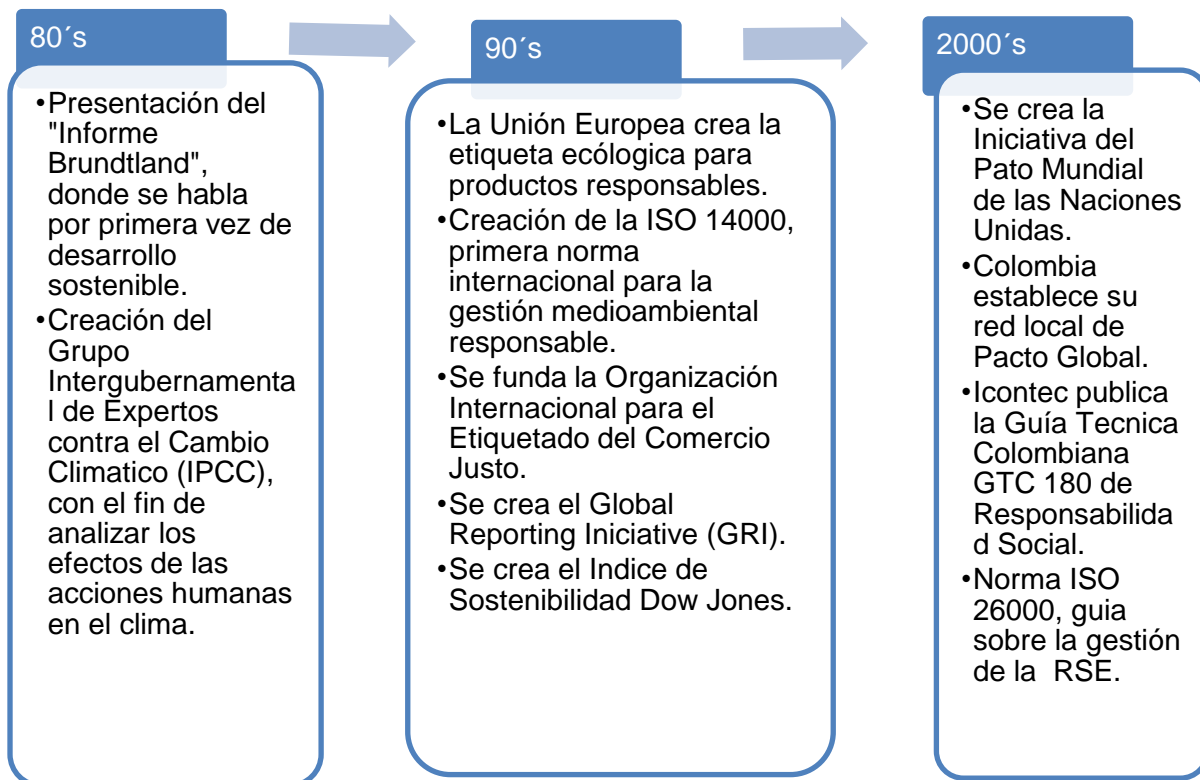 80´s
•Presentación del
"Informe
Brundtland",
donde se habla
por primera vez de
desarrollo
sostenible.
•Creación del
Grupo
Intergubernamenta
l de Expertos
contra el Cambio
Climatico (IPCC),
con el fin de
analizar los
efectos de las
acciones humanas
en el clima.
90´s
•La Unión Europea crea la
etiqueta ecólogica para
productos responsables.
•Creación de la ISO 14000,
primera norma
internacional para la
gestión medioambiental
responsable.
•Se funda la Organización
Internacional para el
Etiquetado del Comercio
Justo.
•Se crea el Global
Reporting Iniciative (GRI).
•Se crea el Indice de
Sostenibilidad Dow Jones.
2000´s
•Se crea la
Iniciativa del
Pato Mundial
de las Naciones
Unidas.
•Colombia
establece su
red local de
Pacto Global.
•Icontec publica
la Guía Tecnica
Colombiana
GTC 180 de
Responsabilida
d Social.
•Norma ISO
26000, guia
sobre la gestión
de la  RSE.